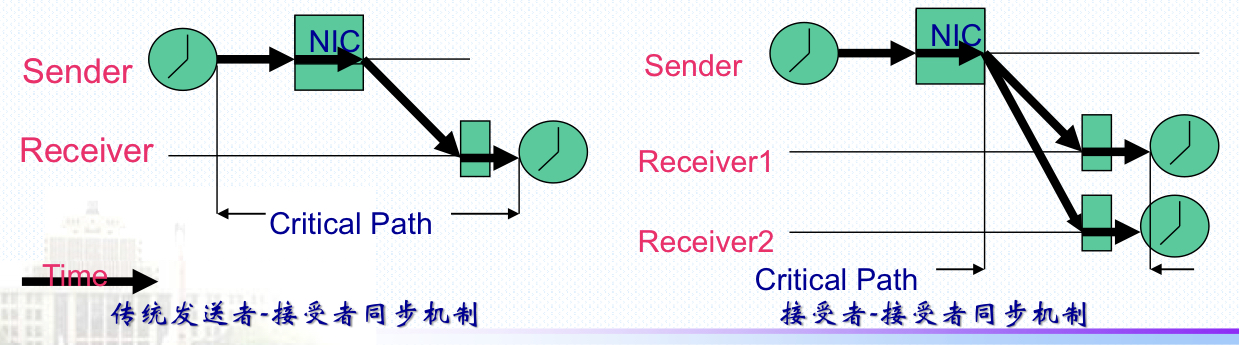 NIC
Sender
Receiver
Critical Path
Time
传统发送者-接受者同步机制
NIC
Sender
Receiver1
Receiver2
Critical Path
接受者-接受者同步机制